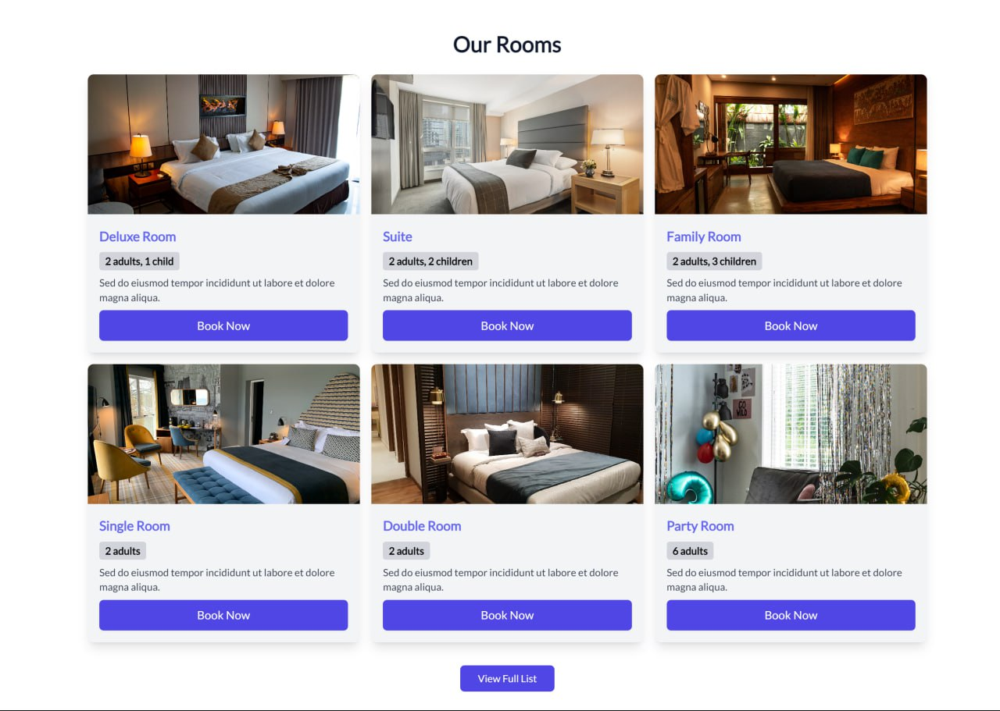 Our Rooms
Deluxe Room
2 adults, 1 child
Sed do eiusmod tempor incididunt ut labore et dolore
magna aliqua.
Book Now
Suite
2 adults, 2 children
Sed do eiusmod tempor incididunt ut labore et dolore
magna aliqua.
Book Now
Family Room
2 adults, 3 children
Sed do eiusmod tempor incididunt ut labore et dolore
magna aliqua.
Book Now
Single Room
2 adults
Sed do eiusmod tempor incididunt ut labore et dolore
magna aliqua.
Book Now
Double Room
2 adults
Sed do eiusmod tempor incididunt ut labore et dolore
magna aliqua.
Book Now
GO
WILD
Party Room
6 adults
Sed do eiusmod tempor incididunt ut labore et dolore
magna aliqua.
Book Now
View Full List